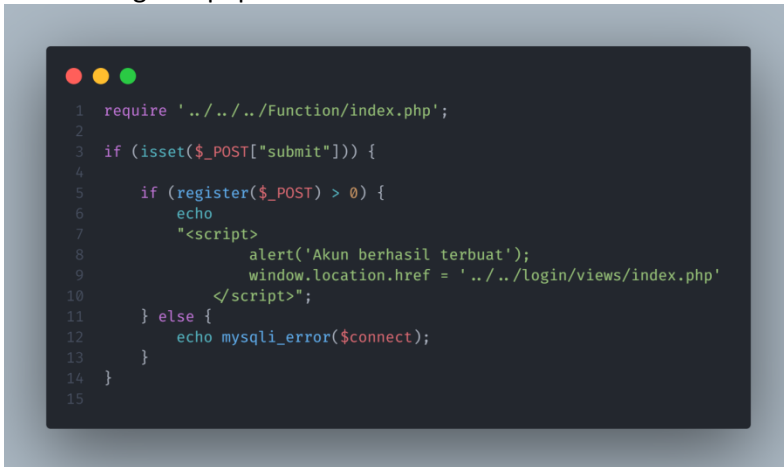 1 require '../../../Function/index.php';
2
3 if (isset($_POST["submit"])) {
4
5     if (register($_POST) > 0) {
6         echo
7         "<script>
8                 alert('Akun berhasil terbuat');
9                 window.location.href = '../../login/views/index.php'
10             </script>";
11     } else {
12         echo mysqli_error($connect);
13     }
14 }
15